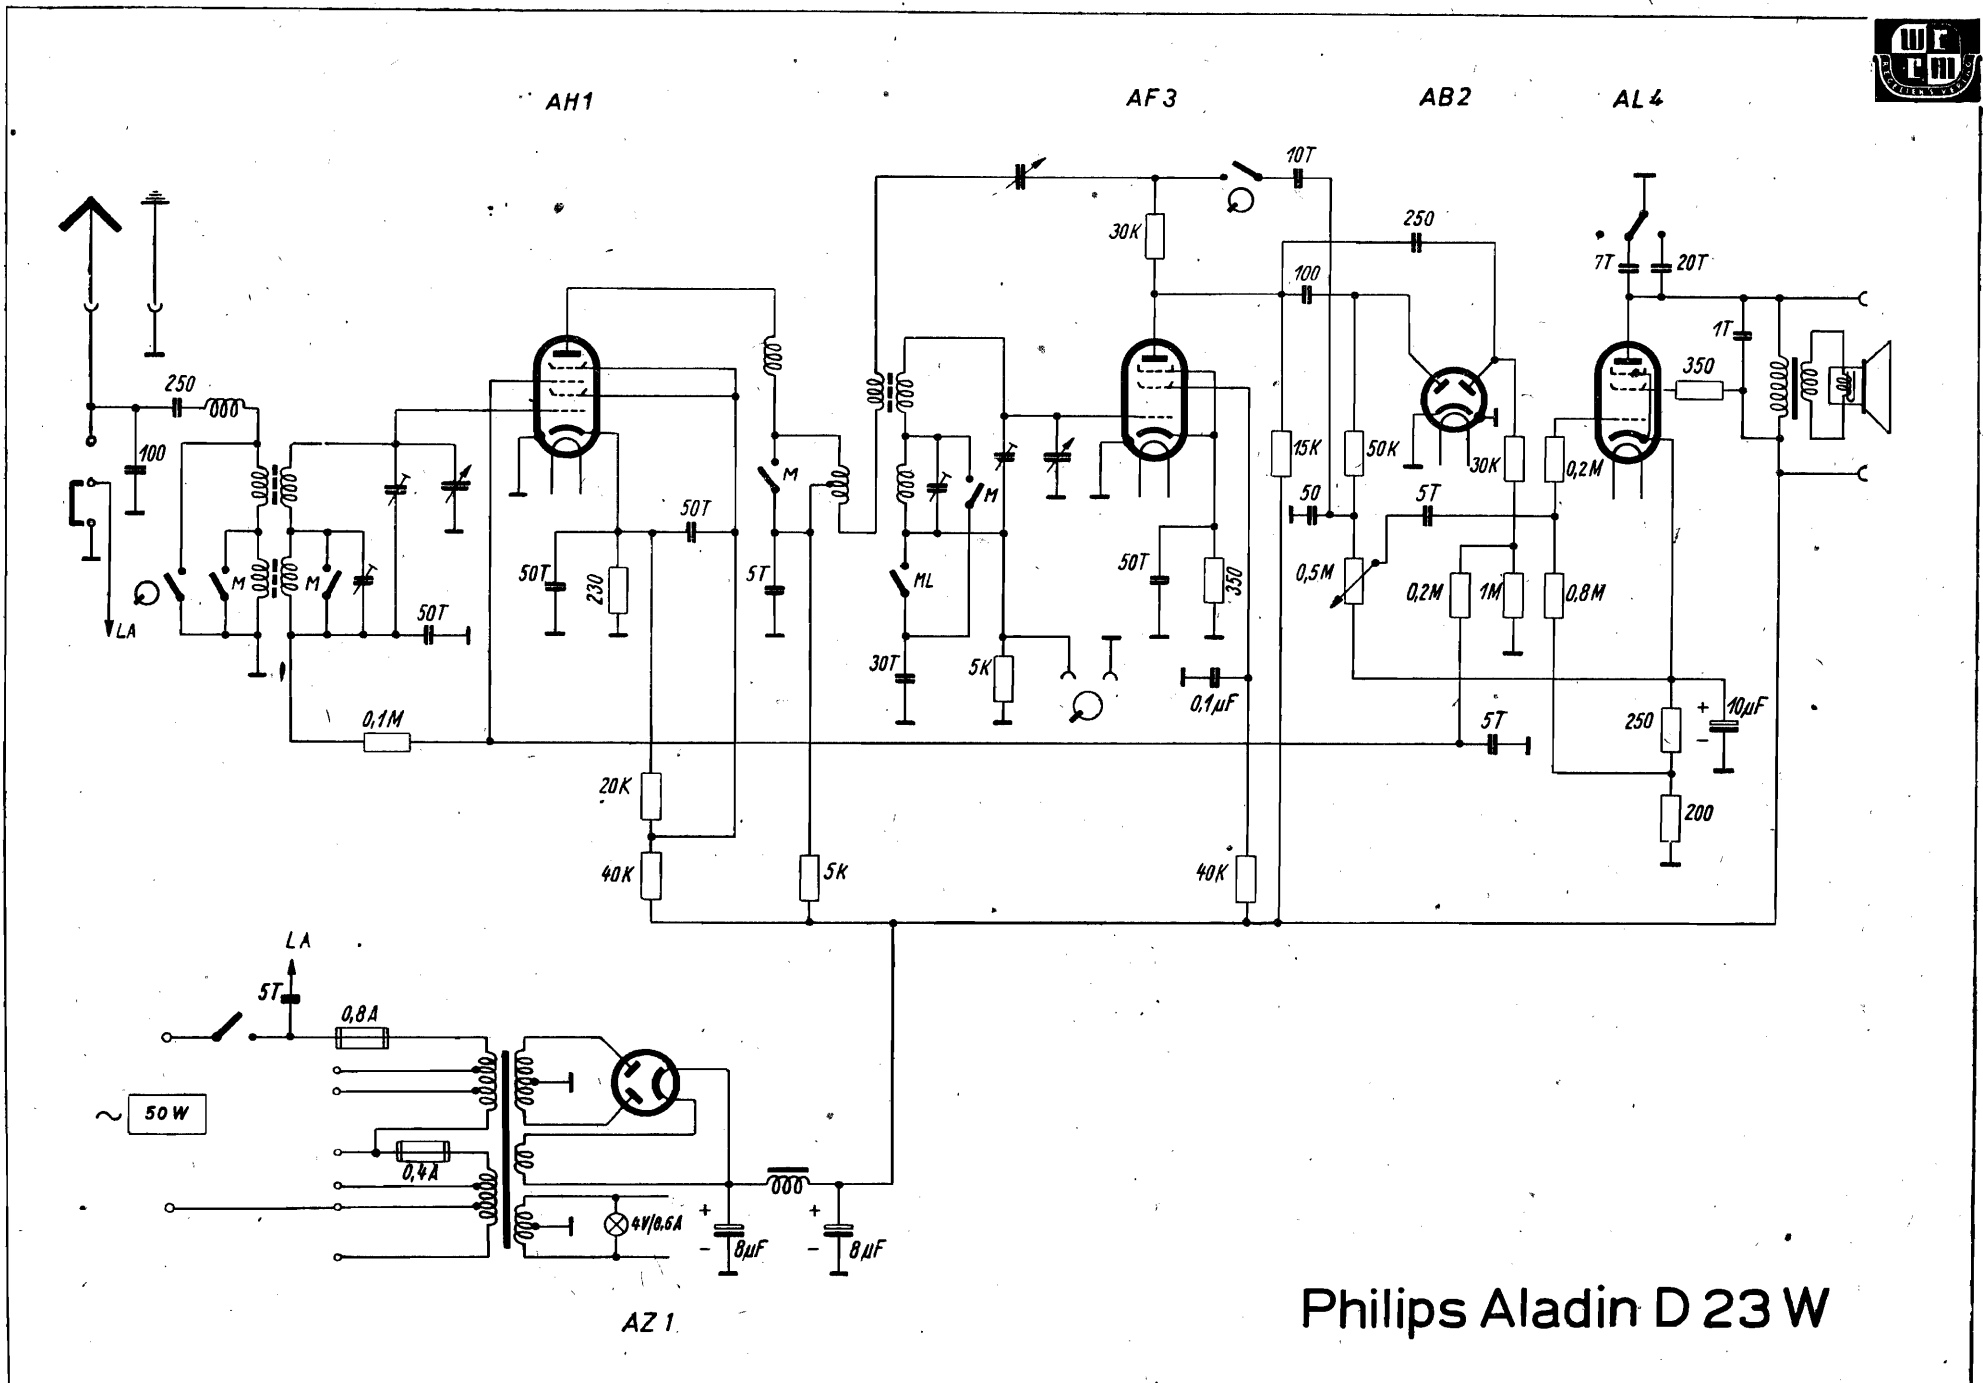 AH1
AF3
AB2
AL4
10T
250
30K
100
7T
20T
1T
350
250
100
M
M
50T
50T
50T
230
M
5T
M
ML
30T
5K
50T
350
0,1µF
15K
50K
50
0,5M
5T
30K
0,2M
0,2M
1M
0,8M
5T
250
10µF
+
-
200
LA
0,1M
20K
40K
5K
40K
LA
5T
0,8A
~ 50W
0,4A
4V/0,6A
+
-
8µF
+
-
8µF
AZ1
Philips Aladin D 23 W